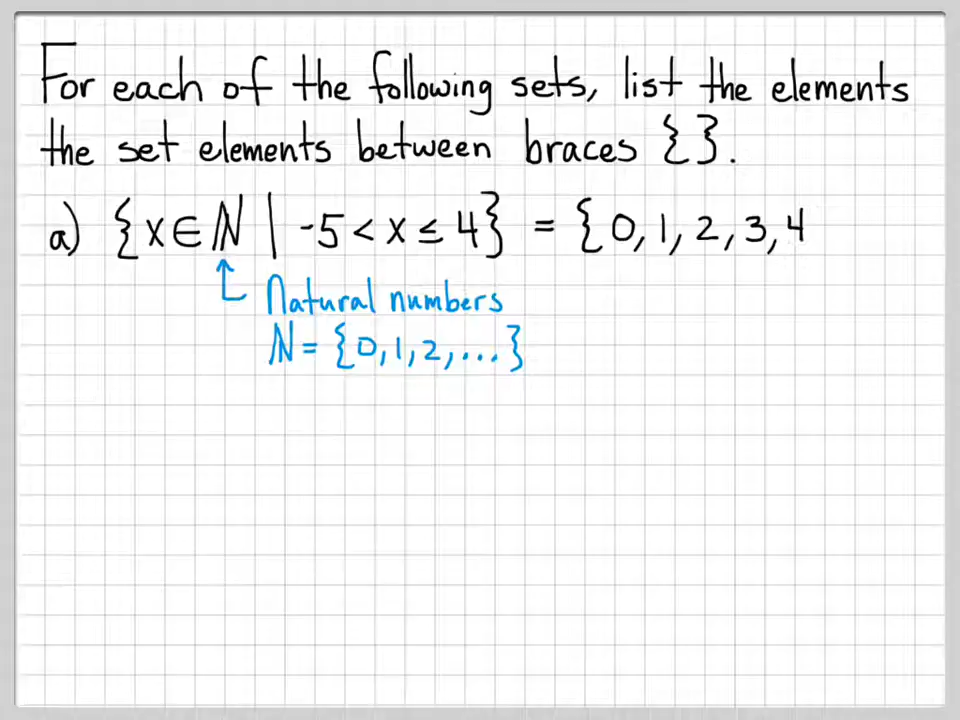 For each of the following sets, list the elements
the set elements between braces { }.
a) {x ∈ ℕ | -5 < x ≤ 4} = {0, 1, 2, 3, 4
Natural numbers
ℕ = {0, 1, 2, ...}